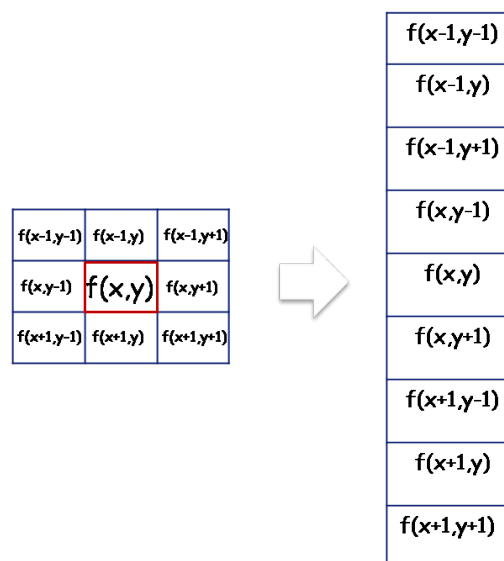 f(x-1,y-1) f(x-1,y) f(x-1,y+1)
f(x,y-1) f(x,y) f(x,y+1)
f(x+1,y-1) f(x+1,y) f(x+1,y+1)
f(x-1,y-1)
f(x-1,y)
f(x-1,y+1)
f(x,y-1)
f(x,y)
f(x,y+1)
f(x+1,y-1)
f(x+1,y)
f(x+1,y+1)